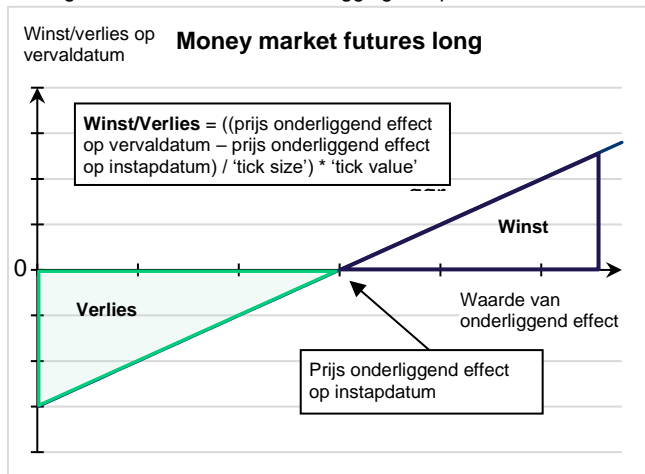 Winst/verlies op
vervaldatum
Money market futures long
Winst/Verlies = ((prijs onderliggend effect
op vervaldatum – prijs onderliggend effect
op instapdatum) / ‘tick size’) * ‘tick value’
Winst
0
Verlies
Waarde van
onderliggend effect
Prijs onderliggend effect
op instapdatum